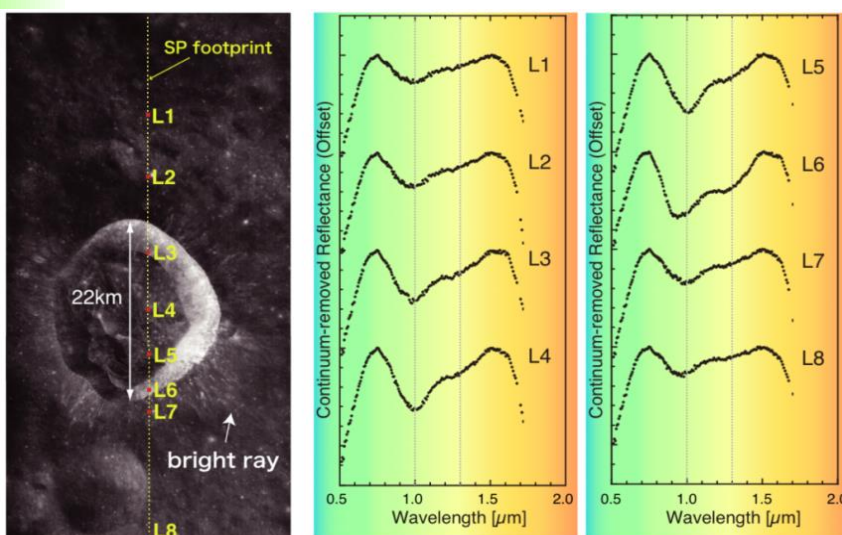 SP footprint
L1
L2
L3
22km
L4
L5
L6
L7
bright ray
L8
Continuum-removed Reflectance (Offset)
L1
L2
L3
L4
0.5
1.0
1.5
2.0
Wavelength [μm]
Continuum-removed Reflectance (Offset)
L5
L6
L7
L8
0.5
1.0
1.5
2.0
Wavelength [μm]